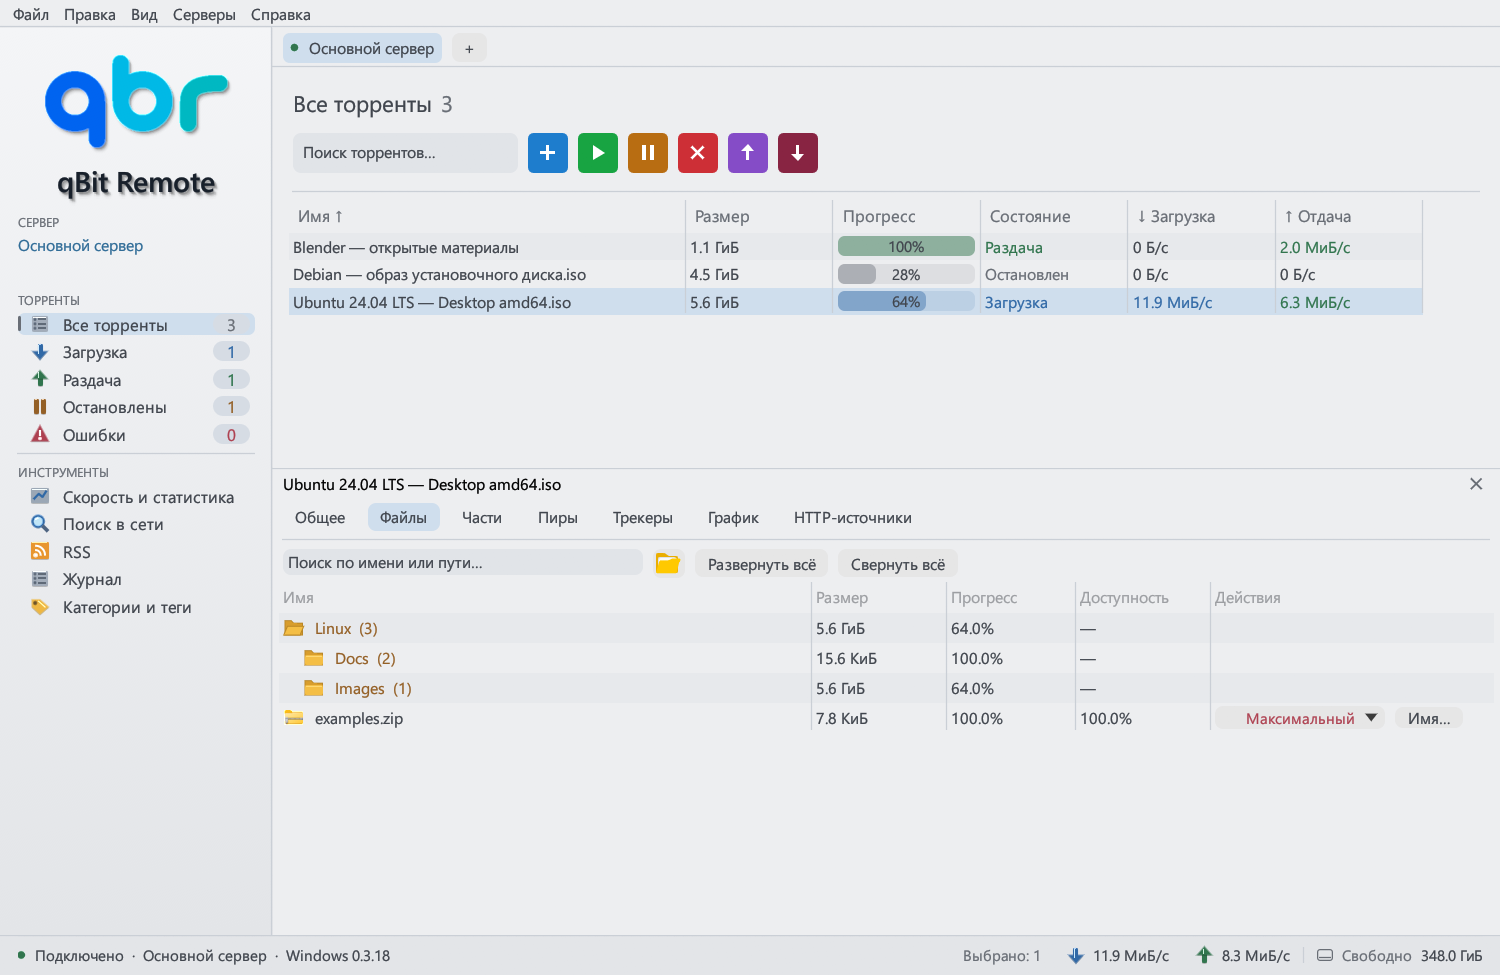 Файл Правка Вид Серверы Справка
qbr
qBit Remote
СЕРВЕР
Основной сервер
ТОРРЕНТЫ
Все торренты 3
Загрузка 1
Раздача 1
Остановлены 1
Ошибки 0
ИНСТРУМЕНТЫ
Скорость и статистика
Поиск в сети
RSS
Журнал
Категории и теги
Основной сервер +
Все торренты 3
Поиск торрентов...
Имя ↑ Размер Прогресс Состояние ↓ Загрузка ↑ Отдача
Blender — открытые материалы 1.1 ГиБ 100% Раздача 0 Б/с 2.0 МиБ/с
Debian — образ установочного диска.iso 4.5 ГиБ 28% Остановлен 0 Б/с 0 Б/с
Ubuntu 24.04 LTS — Desktop amd64.iso 5.6 ГиБ 64% Загрузка 11.9 МиБ/с 6.3 МиБ/с
Ubuntu 24.04 LTS — Desktop amd64.iso
Общее Файлы Части Пиры Трекеры График HTTP-источники
Поиск по имени или пути... Развернуть всё Свернуть всё
Имя Размер Прогресс Доступность Действия
Linux (3) 5.6 ГиБ 64.0% —
Docs (2) 15.6 КиБ 100.0% —
Images (1) 5.6 ГиБ 64.0% —
examples.zip 7.8 КиБ 100.0% 100.0% Максимальный Имя...
Подключено · Основной сервер · Windows 0.3.18 Выбрано: 1 11.9 МиБ/с 8.3 МиБ/с Свободно 348.0 ГиБ